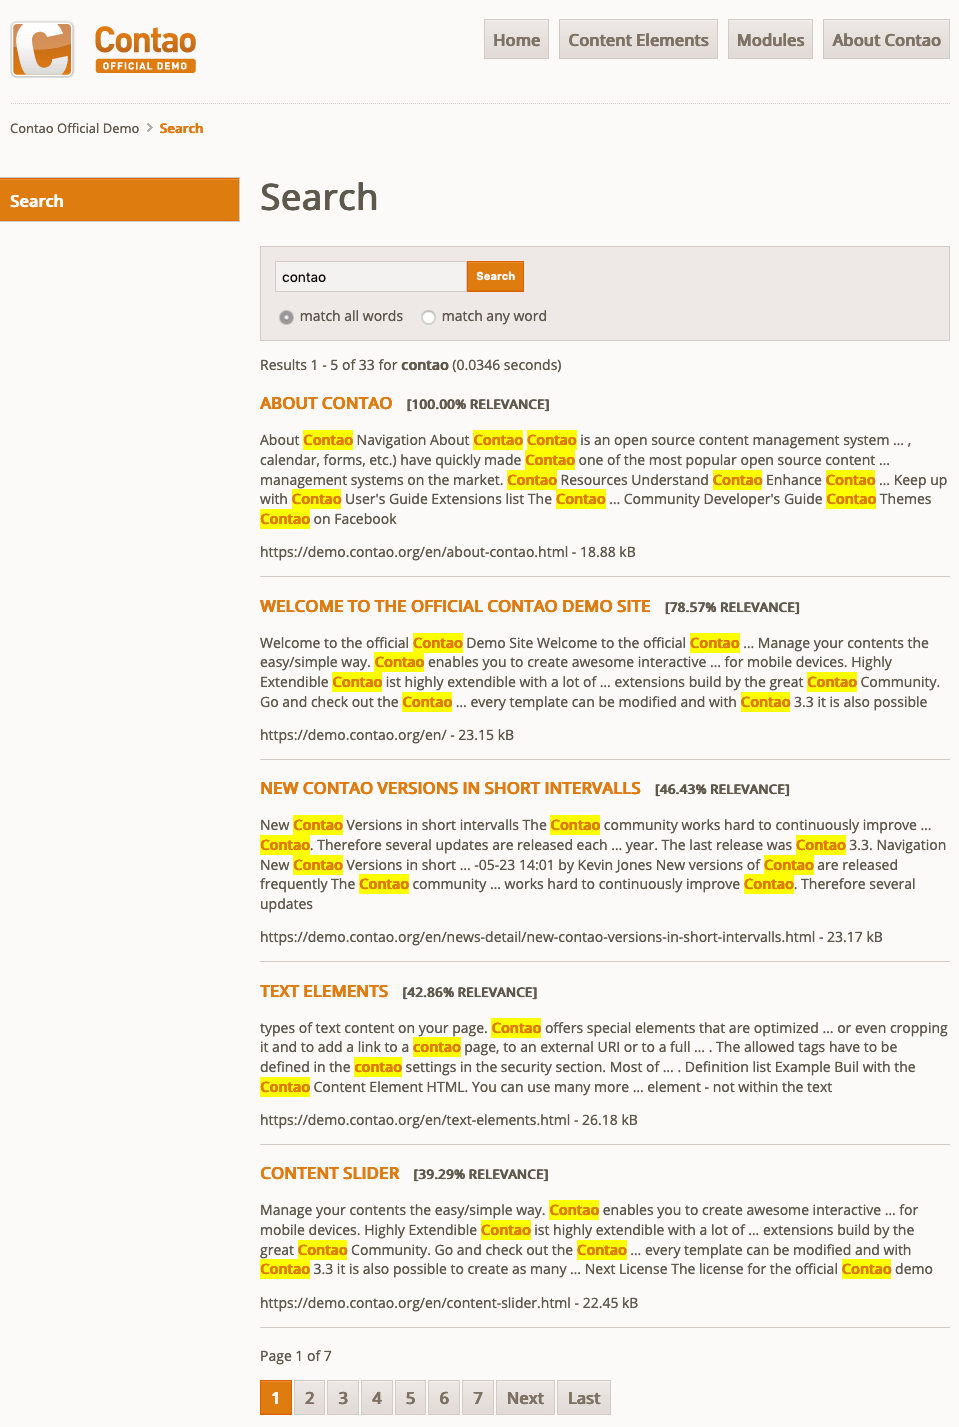 Contao
OFFICIAL DEMO
Home
Content Elements
Modules
About Contao
Contao Official Demo
Search
Search
Search
contao
Search
match all words
match any word
Results 1 - 5 of 33 for contao (0.0346 seconds)
ABOUT CONTAO [100.00% RELEVANCE]
About Contao Navigation About Contao Contao is an open source content management system … ,
calendar, forms, etc.) have quickly made Contao one of the most popular open source content …
management systems on the market. Contao Resources Understand Contao Enhance Contao … Keep up
with Contao User's Guide Extensions list The Contao … Community Developer's Guide Contao Themes
Contao on Facebook
https://demo.contao.org/en/about-contao.html - 18.88 kB
WELCOME TO THE OFFICIAL CONTAO DEMO SITE [78.57% RELEVANCE]
Welcome to the official Contao Demo Site Welcome to the official Contao … Manage your contents the
easy/simple way. Contao enables you to create awesome interactive … for mobile devices. Highly
Extendible Contao ist highly extendible with a lot of … extensions build by the great Contao Community.
Go and check out the Contao … every template can be modified and with Contao 3.3 it is also possible
https://demo.contao.org/en/ - 23.15 kB
NEW CONTAO VERSIONS IN SHORT INTERVALLS [46.43% RELEVANCE]
New Contao Versions in short intervalls The Contao community works hard to continuously improve …
Contao. Therefore several updates are released each … year. The last release was Contao 3.3. Navigation
New Contao Versions in short … -05-23 14:01 by Kevin Jones New versions of Contao are released
frequently The Contao community … works hard to continuously improve Contao. Therefore several
updates
https://demo.contao.org/en/news-detail/new-contao-versions-in-short-intervalls.html - 23.17 kB
TEXT ELEMENTS [42.86% RELEVANCE]
types of text content on your page. Contao offers special elements that are optimized … or even cropping
it and to add a link to a contao page, to an external URI or to a full … . The allowed tags have to be
defined in the contao settings in the security section. Most of … . Definition list Example Buil with the
Contao Content Element HTML. You can use many more … element - not within the text
https://demo.contao.org/en/text-elements.html - 26.18 kB
CONTENT SLIDER [39.29% RELEVANCE]
Manage your contents the easy/simple way. Contao enables you to create awesome interactive … for
mobile devices. Highly Extendible Contao ist highly extendible with a lot of … extensions build by the
great Contao Community. Go and check out the Contao … every template can be modified and with
Contao 3.3 it is also possible to create as many … Next License The license for the official Contao demo
https://demo.contao.org/en/content-slider.html - 22.45 kB
Page 1 of 7
1 2 3 4 5 6 7 Next Last